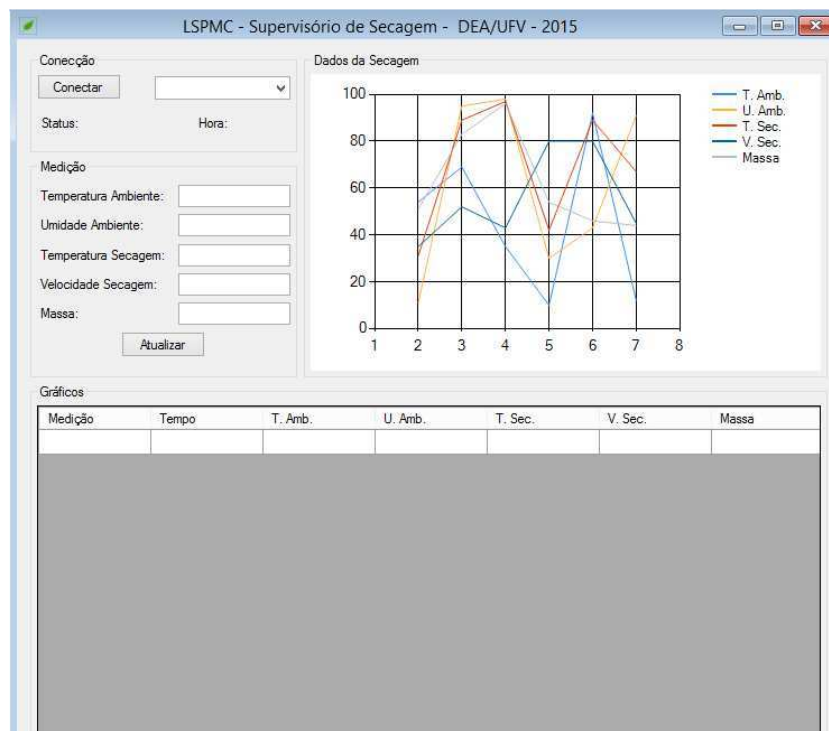 LSPMC - Supervisório de Secagem - DEA/UFV - 2015
Conecção
Conectar
Status: Hora:
Medição
Temperatura Ambiente:
Umidade Ambiente:
Temperatura Secagem:
Velocidade Secagem:
Massa:
Atualizar
Dados da Secagem
100
80
60
40
20
0
1 2 3 4 5 6 7 8
T. Amb.
U. Amb.
T. Sec.
V. Sec.
Massa
Gráficos
Medição Tempo T. Amb. U. Amb. T. Sec. V. Sec. Massa